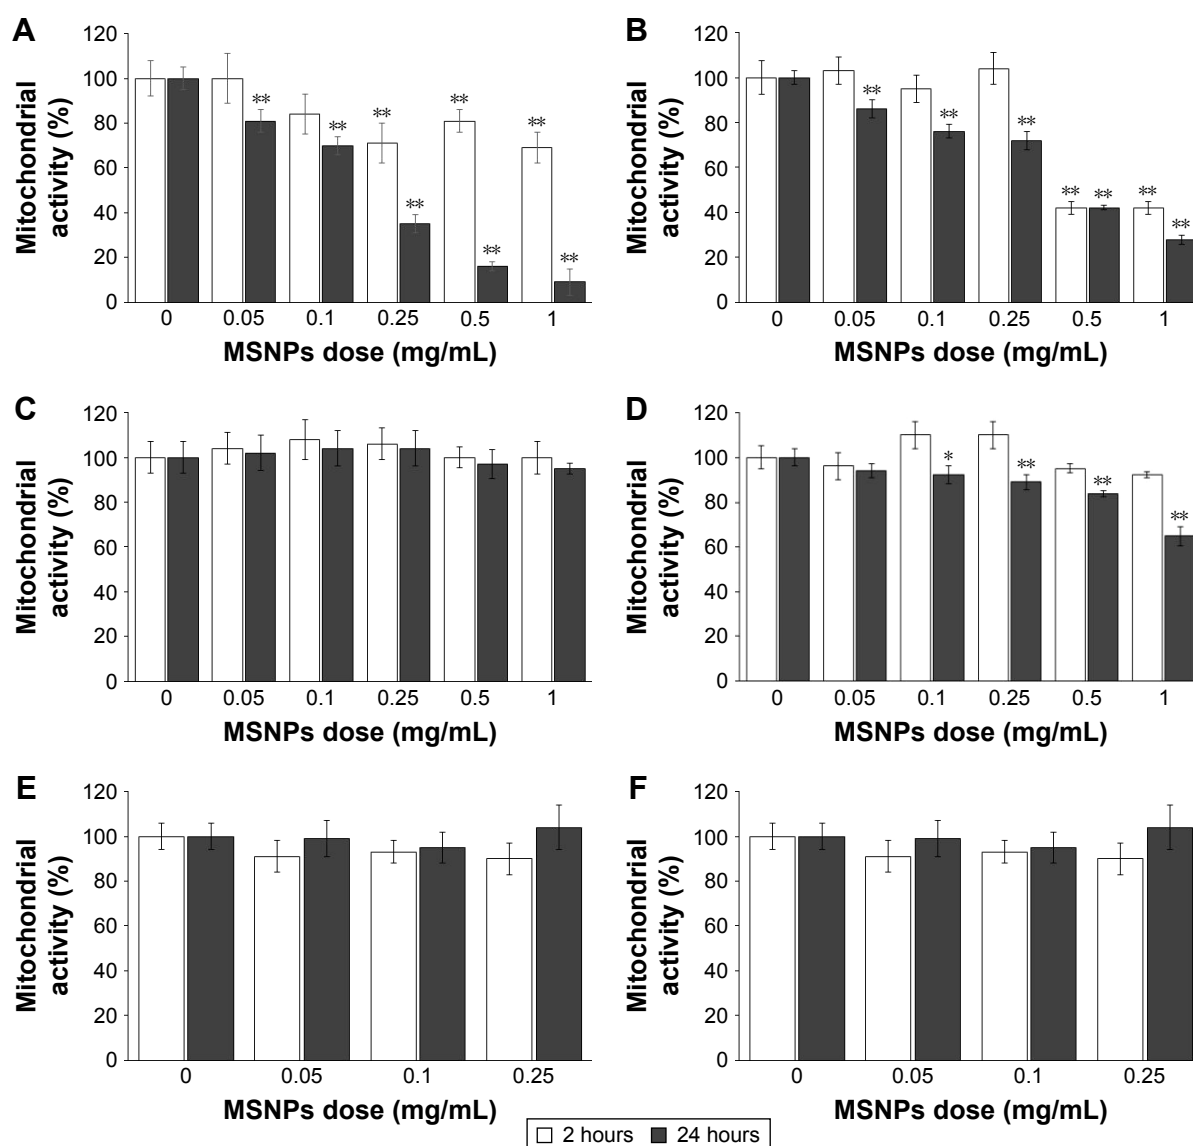 A
Mitochondrial
activity (%)
120
100
80
60
40
20
0
** ** ** ** ** ** ** **
0 0.05 0.1 0.25 0.5 1
MSNPs dose (mg/mL)
B
Mitochondrial
activity (%)
120
100
80
60
40
20
0
** ** ** ** ** ** **
0 0.05 0.1 0.25 0.5 1
MSNPs dose (mg/mL)
C
Mitochondrial
activity (%)
120
100
80
60
40
20
0
0 0.05 0.1 0.25 0.5 1
MSNPs dose (mg/mL)
D
Mitochondrial
activity (%)
120
100
80
60
40
20
0
* ** ** **
0 0.05 0.1 0.25 0.5 1
MSNPs dose (mg/mL)
E
Mitochondrial
activity (%)
120
100
80
60
40
20
0
0 0.05 0.1 0.25
MSNPs dose (mg/mL)
F
Mitochondrial
activity (%)
120
100
80
60
40
20
0
0 0.05 0.1 0.25
MSNPs dose (mg/mL)
2 hours 24 hours